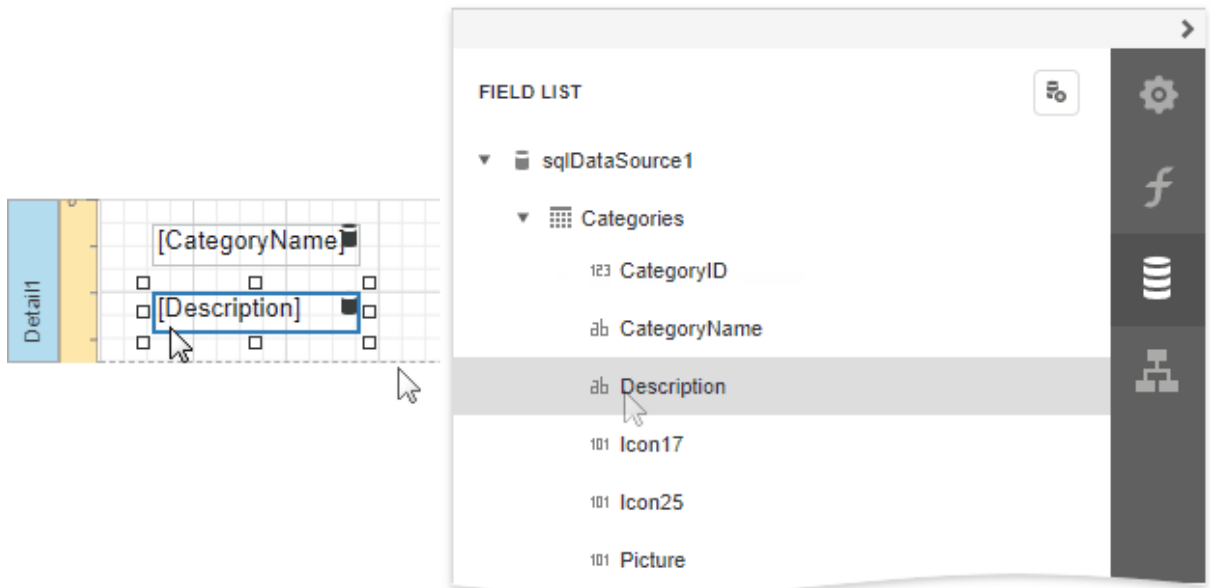 Detail1
[CategoryName]
[Description]
FIELD LIST
sqlDataSource1
Categories
123 CategoryID
ab CategoryName
ab Description
101 Icon17
101 Icon25
101 Picture